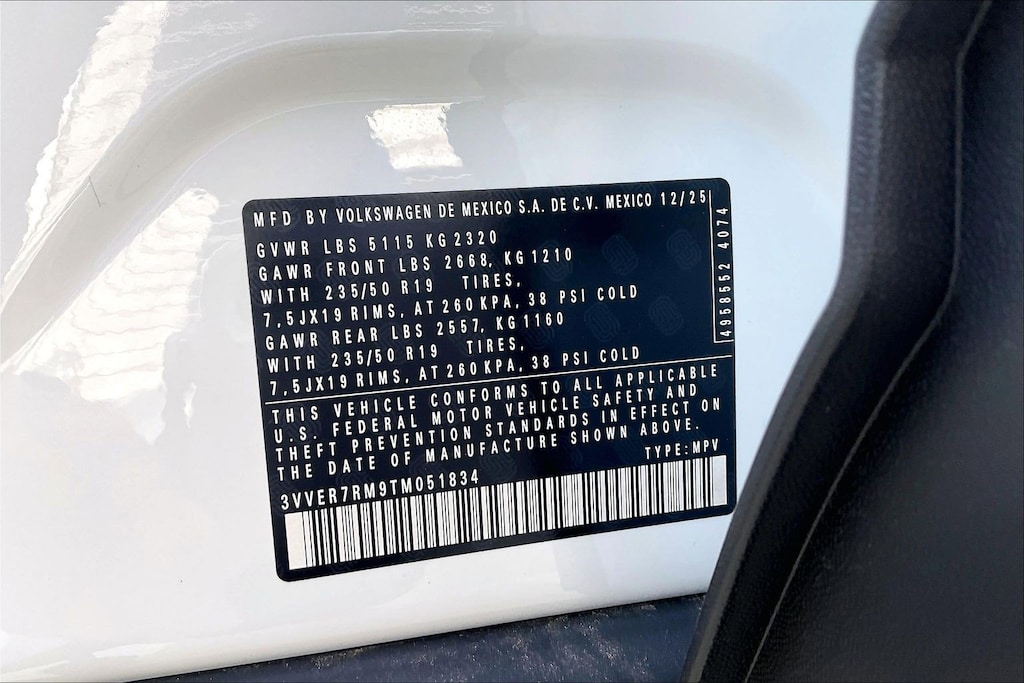 MFD BY VOLKSWAGEN DE MEXICO S.A. DE C.V. MEXICO 12/25
GVWR LBS 5115 KG 2320
GAWR FRONT LBS 2668, KG 1210
WITH 235/50 R19 TIRES,
7,5JX19 RIMS, AT 260 KPA, 38 PSI COLD
GAWR REAR LBS 2557, KG 1160
WITH 235/50 R19 TIRES,
7,5JX19 RIMS, AT 260 KPA, 38 PSI COLD
4958552 4074
THIS VEHICLE CONFORMS TO ALL APPLICABLE
U.S. FEDERAL MOTOR VEHICLE SAFETY AND
THEFT PREVENTION STANDARDS IN EFFECT ON
THE DATE OF MANUFACTURE SHOWN ABOVE.
TYPE: MPV
3VVER7RM9TM051834